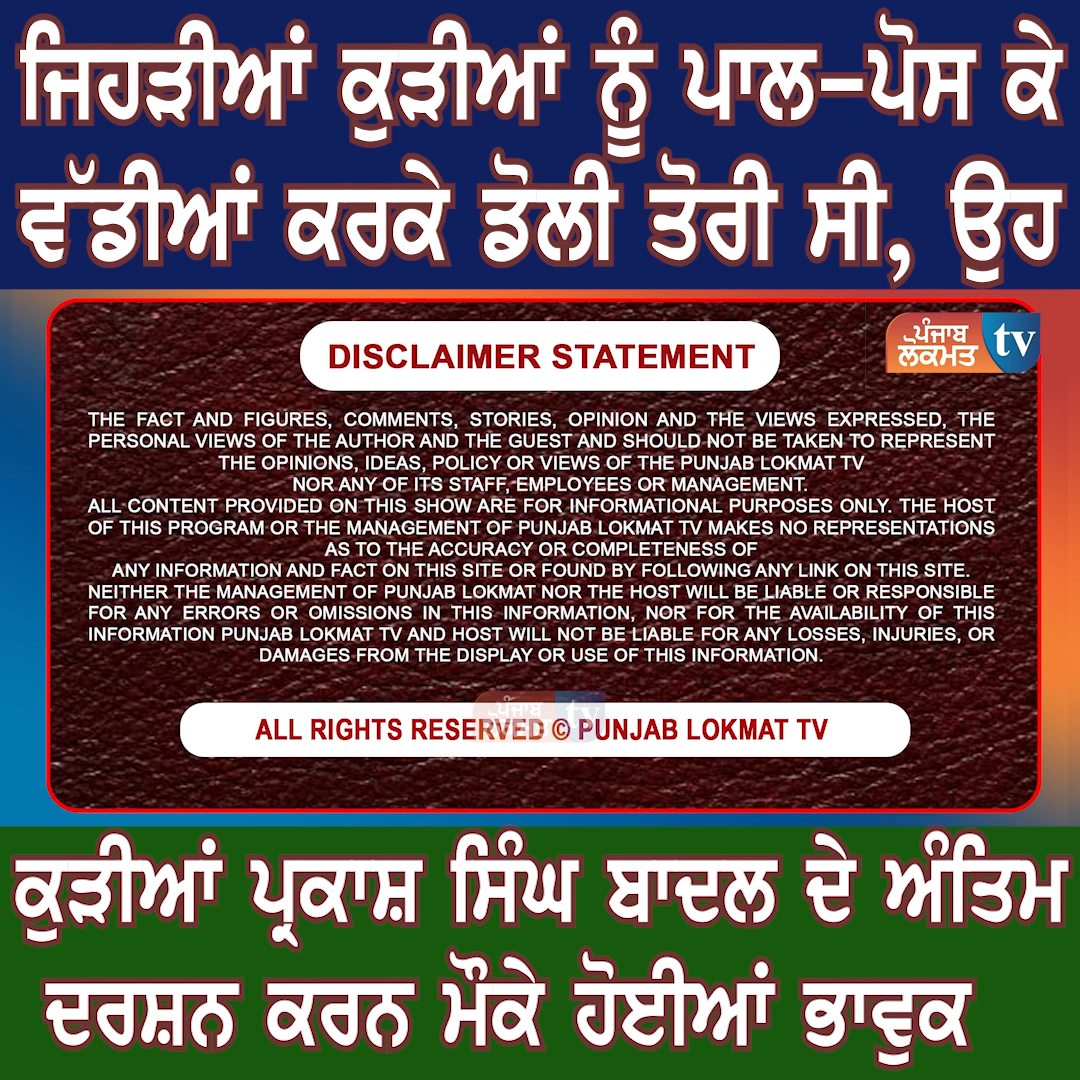 ਜਿਹੜੀਆਂ ਕੁੜੀਆਂ ਨੂੰ ਪਾਲ-ਪੋਸ ਕੇ
ਵੱਡੀਆਂ ਕਰਕੇ ਡੋਲੀ ਤੋਰੀ ਸੀ, ਉਹ
ਪੰਜਾਬ
ਲੋਕਮਤ tv
DISCLAIMER STATEMENT
THE FACT AND FIGURES, COMMENTS, STORIES, OPINION AND THE VIEWS EXPRESSED, THE
PERSONAL VIEWS OF THE AUTHOR AND THE GUEST AND SHOULD NOT BE TAKEN TO REPRESENT
THE OPINIONS, IDEAS, POLICY OR VIEWS OF THE PUNJAB LOKMAT TV
NOR ANY OF ITS STAFF, EMPLOYEES OR MANAGEMENT.
ALL CONTENT PROVIDED ON THIS SHOW ARE FOR INFORMATIONAL PURPOSES ONLY. THE HOST
OF THIS PROGRAM OR THE MANAGEMENT OF PUNJAB LOKMAT TV MAKES NO REPRESENTATIONS
AS TO THE ACCURACY OR COMPLETENESS OF
ANY INFORMATION AND FACT ON THIS SITE OR FOUND BY FOLLOWING ANY LINK ON THIS SITE.
NEITHER THE MANAGEMENT OF PUNJAB LOKMAT NOR THE HOST WILL BE LIABLE OR RESPONSIBLE
FOR ANY ERRORS OR OMISSIONS IN THIS INFORMATION, NOR FOR THE AVAILABILITY OF THIS
INFORMATION PUNJAB LOKMAT TV AND HOST WILL NOT BE LIABLE FOR ANY LOSSES, INJURIES, OR
DAMAGES FROM THE DISPLAY OR USE OF THIS INFORMATION.
ਪੰਜਾਬ tv
ALL RIGHTS RESERVED © PUNJAB LOKMAT TV
ਕੁੜੀਆਂ ਪ੍ਰਕਾਸ਼ ਸਿੰਘ ਬਾਦਲ ਦੇ ਅੰਤਿਮ
ਦਰਸ਼ਨ ਕਰਨ ਮੌਕੇ ਹੋਈਆਂ ਭਾਵੁਕ